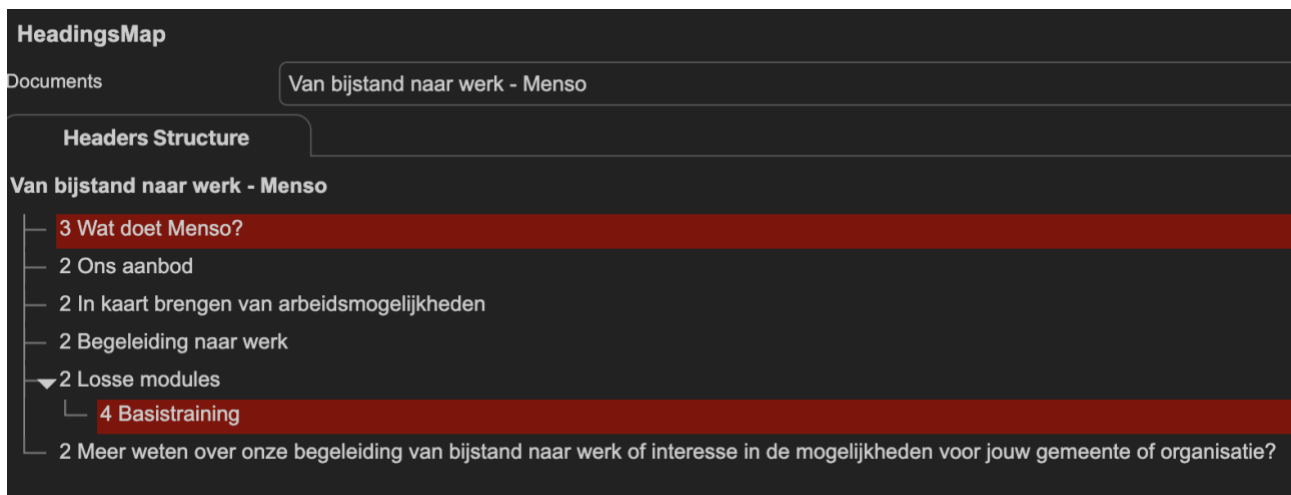 HeadingsMap
Documents
Van bijstand naar werk - Menso
Headers Structure
Van bijstand naar werk - Menso
3 Wat doet Menso?
2 Ons aanbod
2 In kaart brengen van arbeidsmogelijkheden
2 Begeleiding naar werk
2 Losse modules
4 Basistraining
2 Meer weten over onze begeleiding van bijstand naar werk of interesse in de mogelijkheden voor jouw gemeente of organisatie?